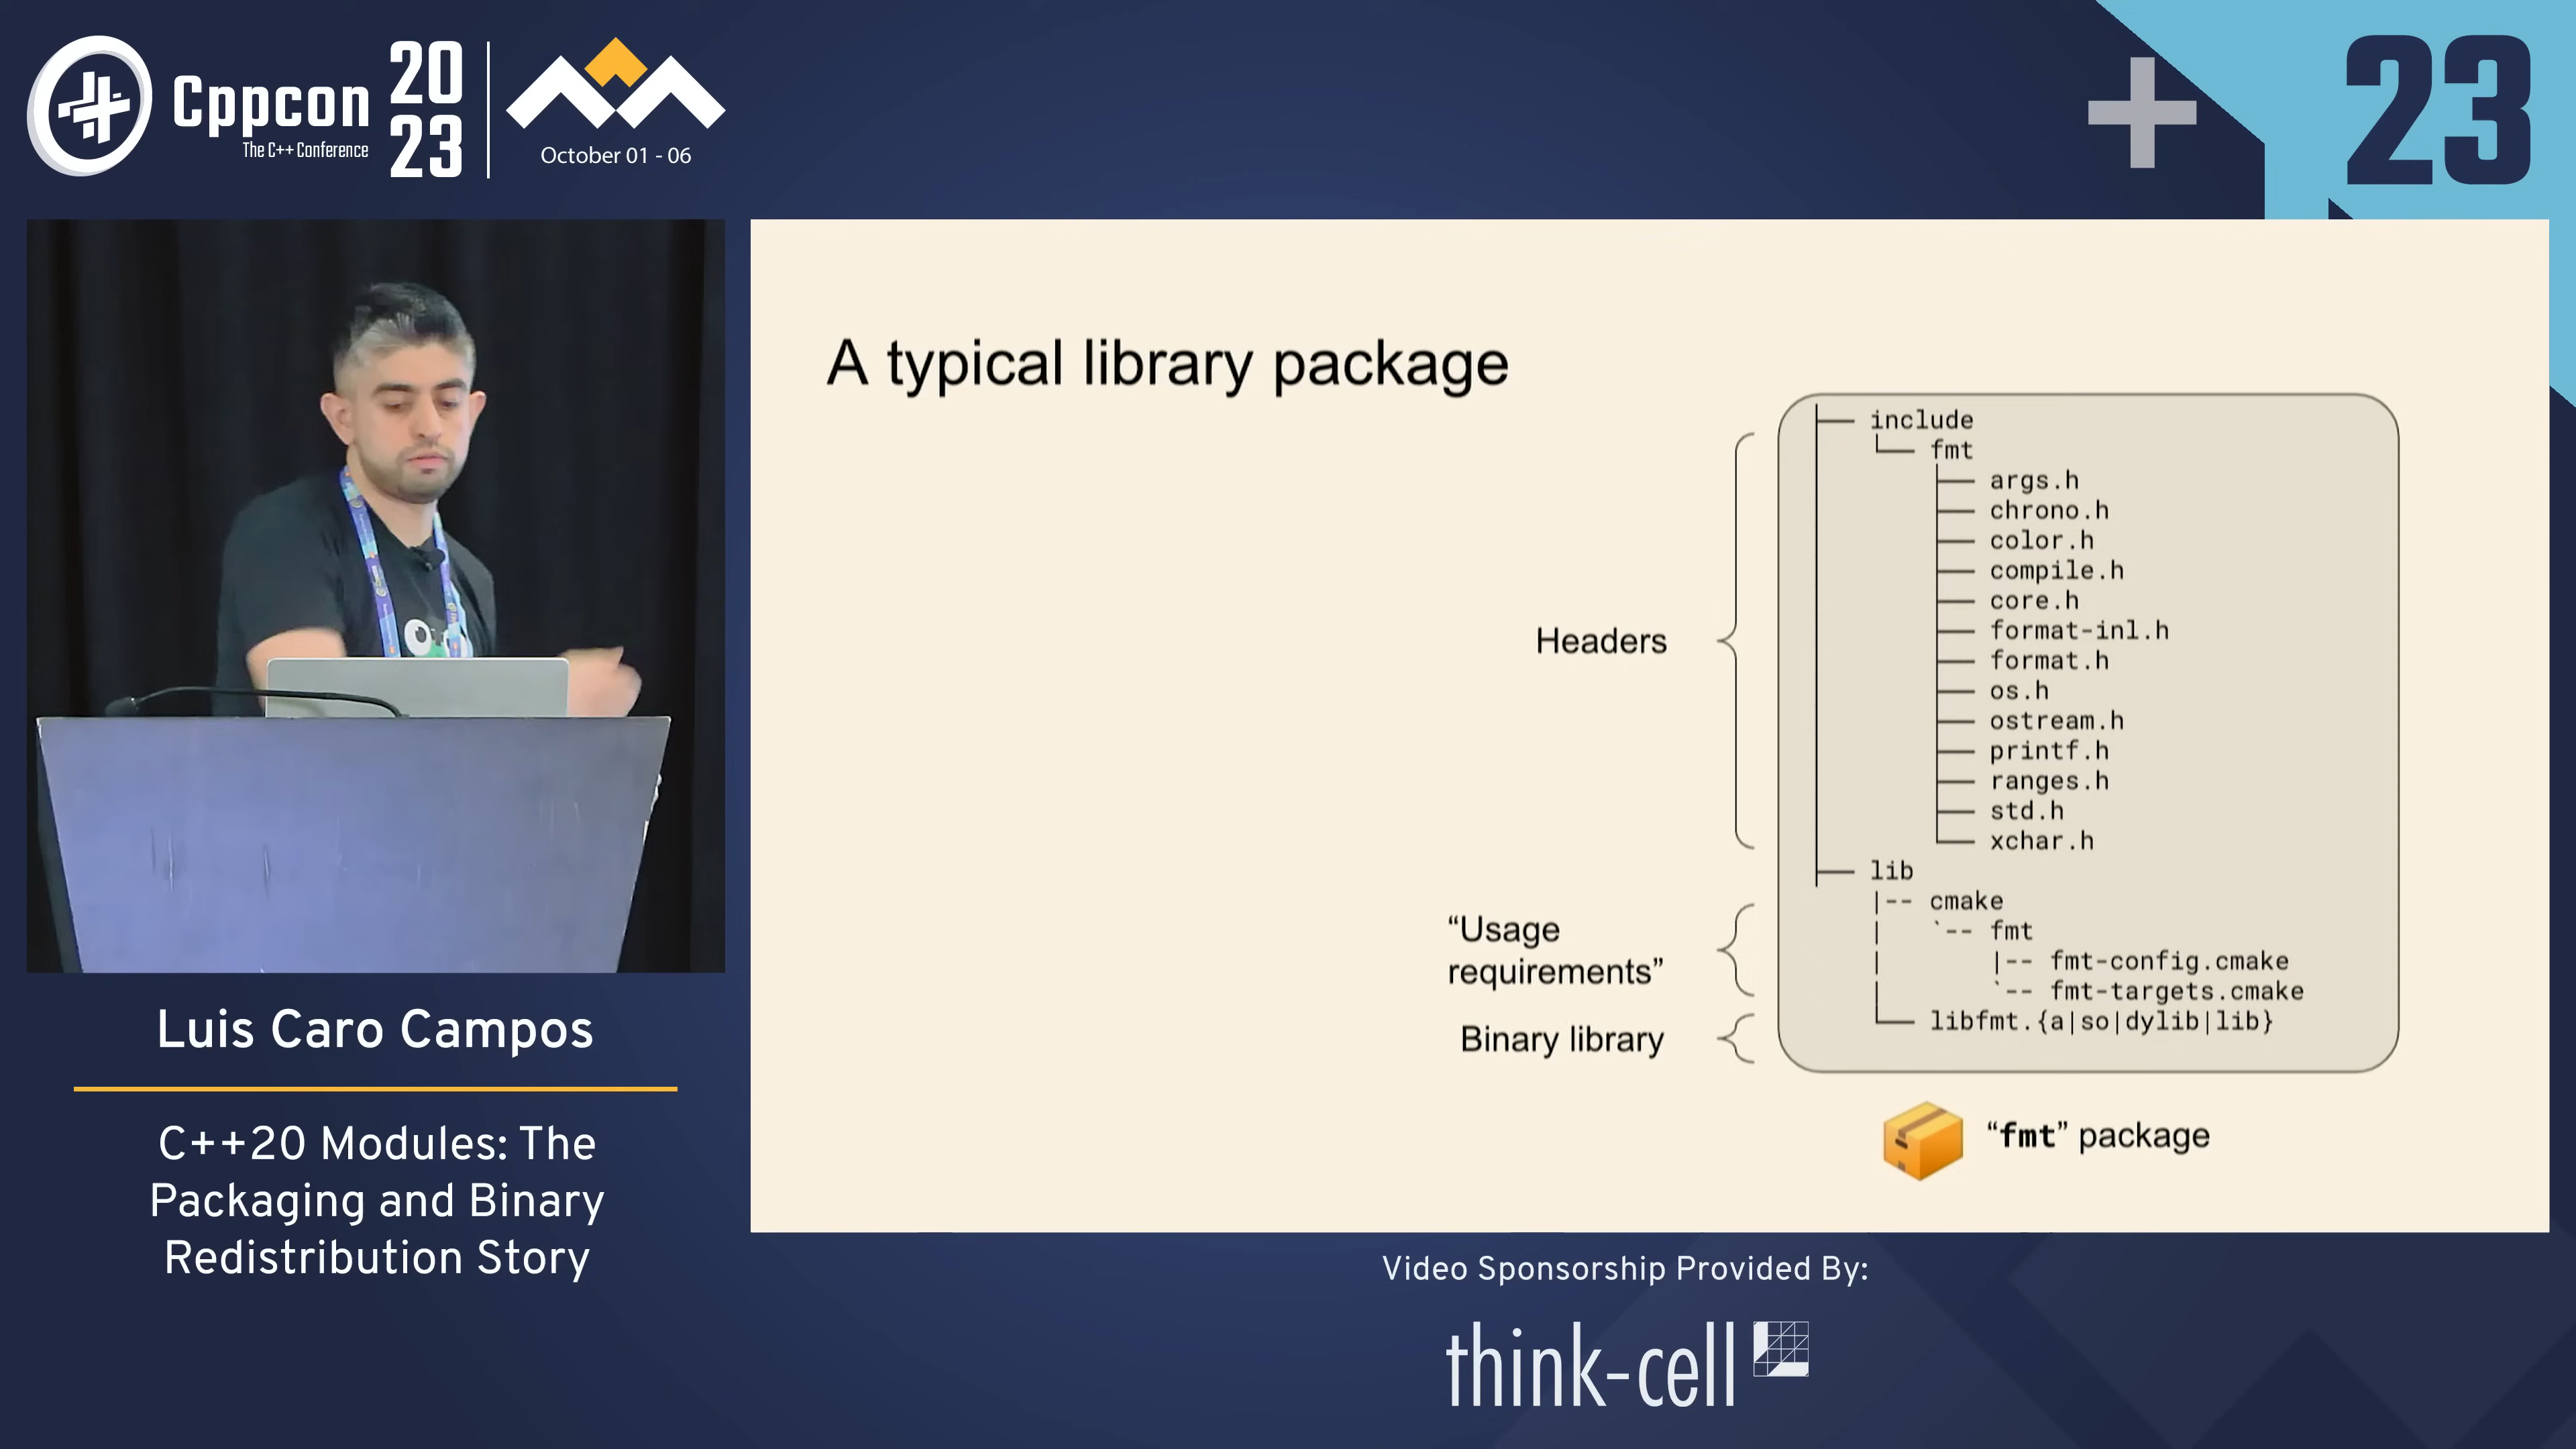 Cppcon
The C++ Conference
20
23
October 01 - 06
23
A typical library package
include
fmt
args.h
chrono.h
color.h
compile.h
core.h
format-inl.h
format.h
os.h
ostream.h
printf.h
ranges.h
std.h
xchar.h
lib
|-- cmake
| `-- fmt
| |-- fmt-config.cmake
| `-- fmt-targets.cmake
libfmt.{a|so|dylib|lib}
Headers
“Usage
requirements”
Binary library
“fmt” package
Luis Caro Campos
C++20 Modules: The
Packaging and Binary
Redistribution Story
Video Sponsorship Provided By:
think-cell